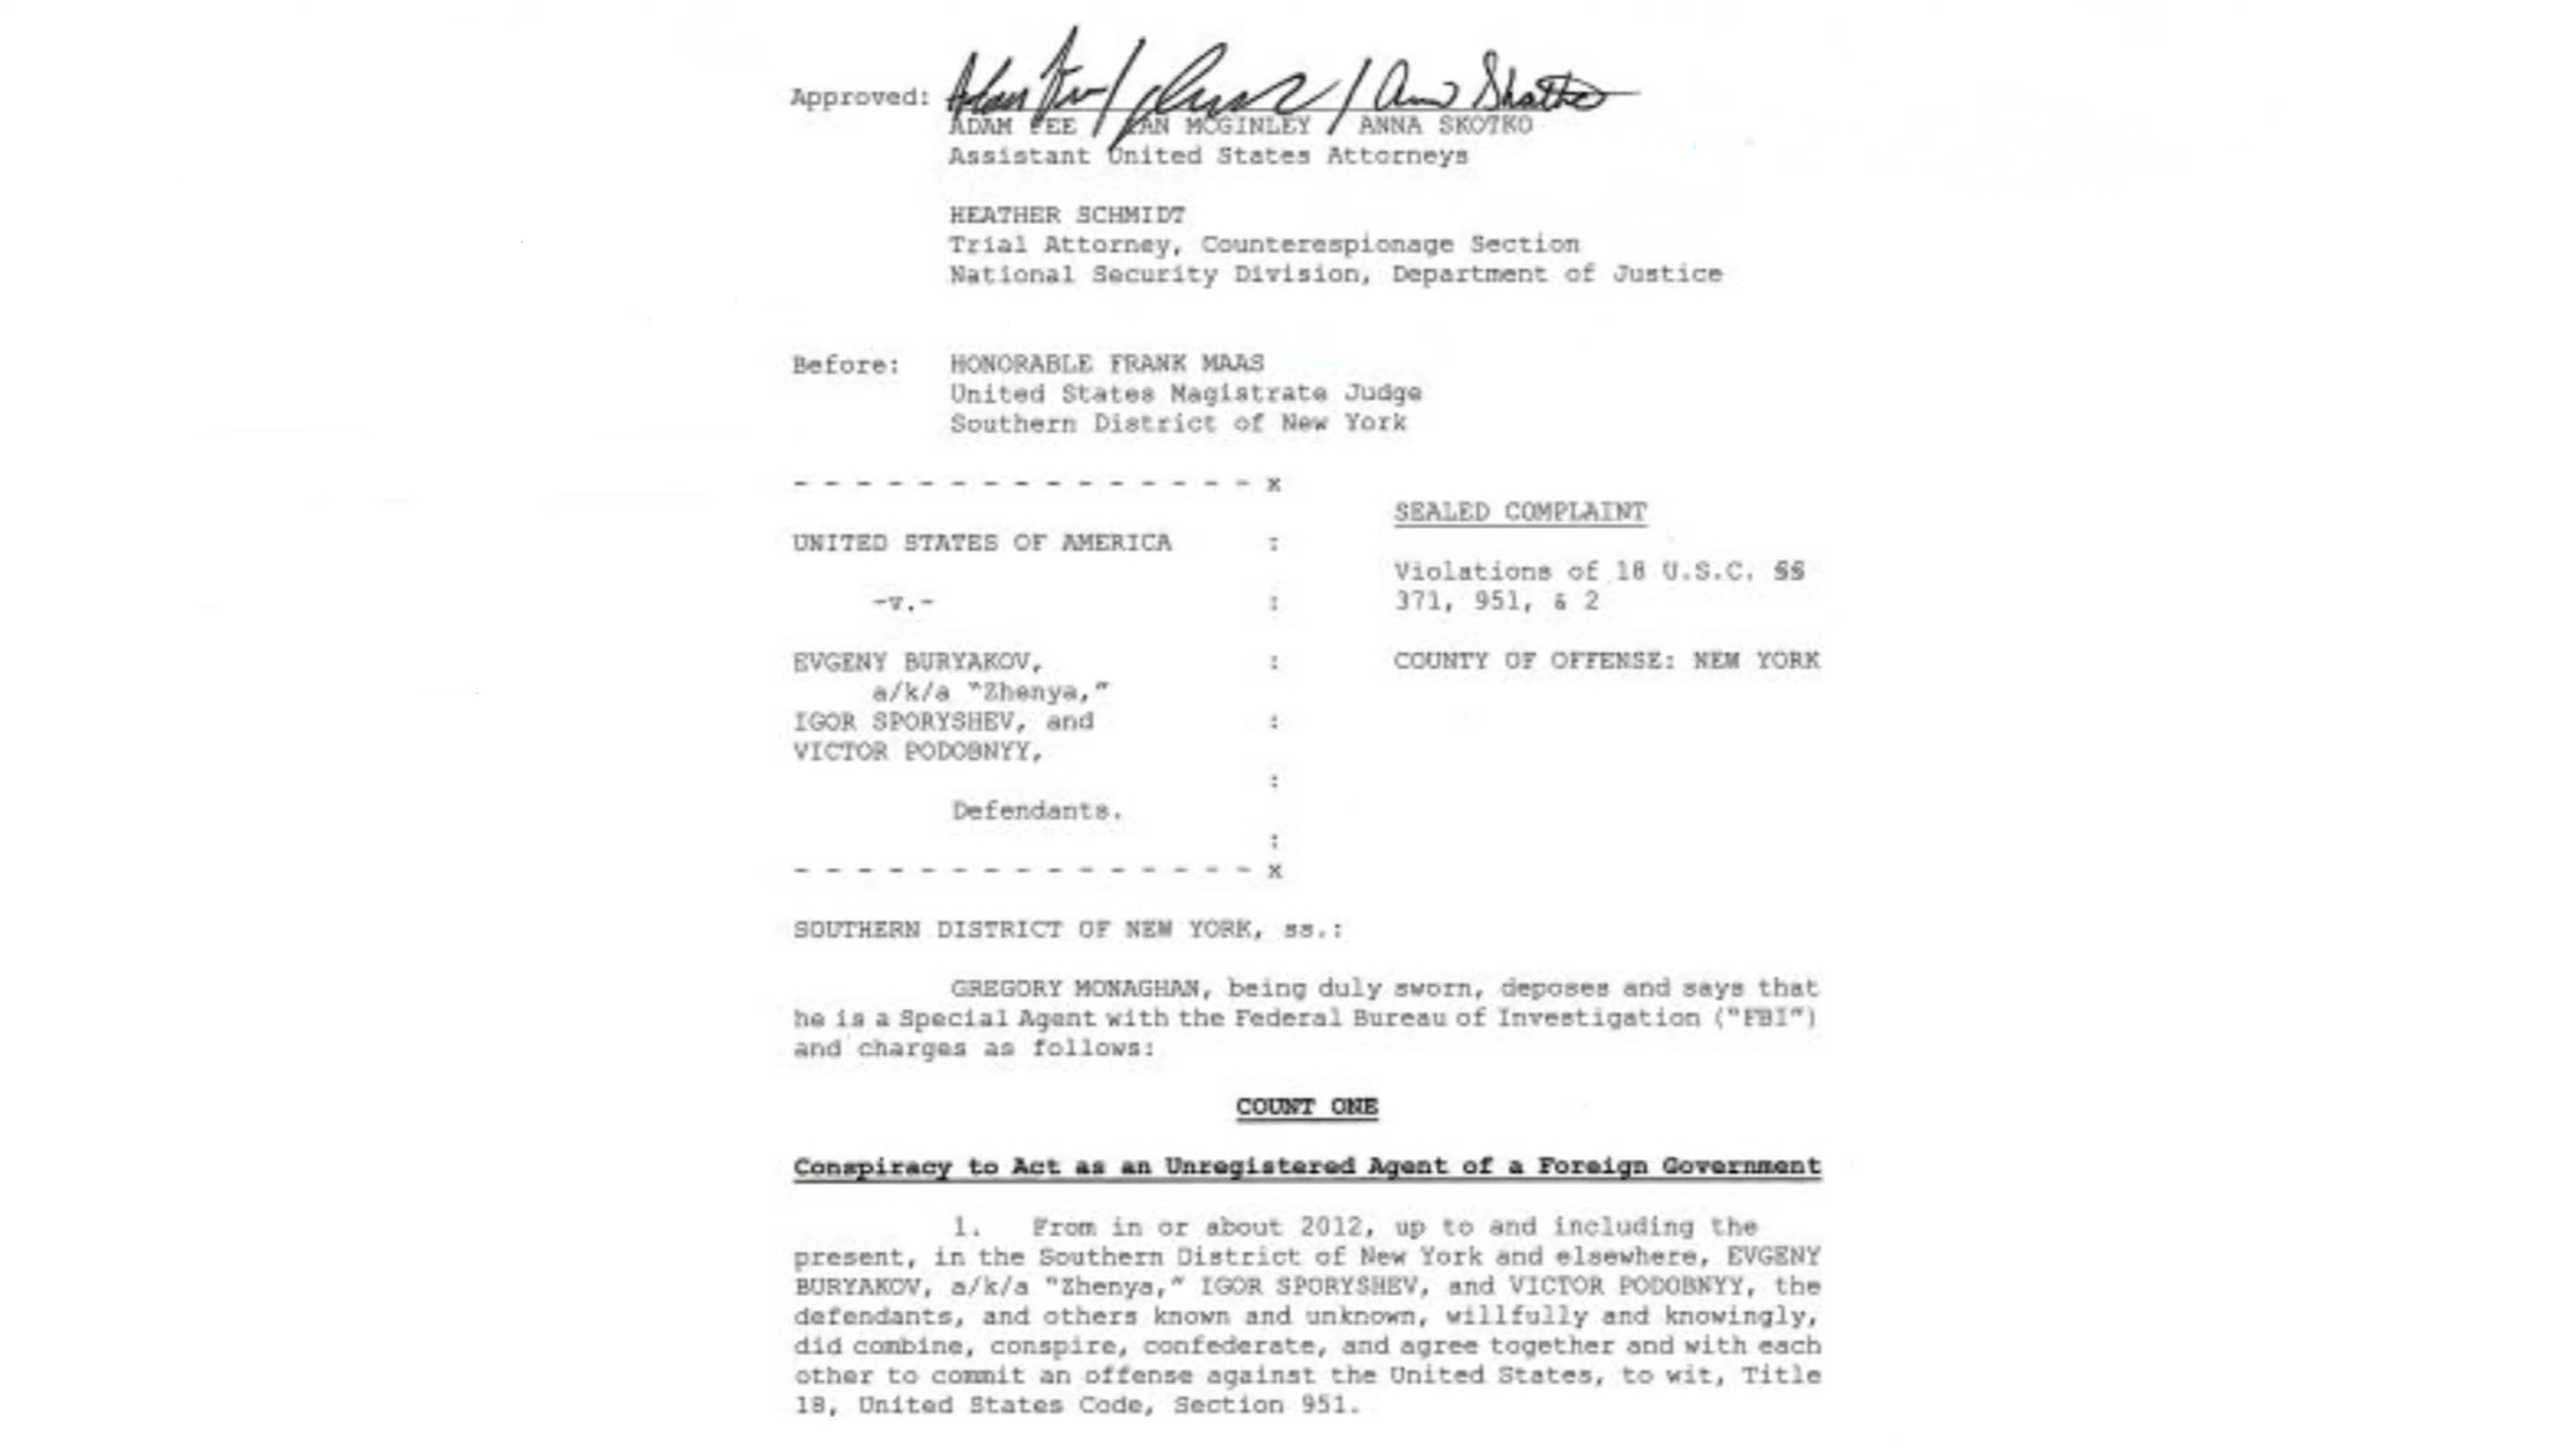 Approved:
ADAM FEE / IAN MCGINLEY / ANNA SKOTKO
Assistant United States Attorneys
HEATHER SCHMIDT
Trial Attorney, Counterespionage Section
National Security Division, Department of Justice
Before: HONORABLE FRANK MAAS
United States Magistrate Judge
Southern District of New York
- - - - - - - - - - - - - - - x
SEALED COMPLAINT
UNITED STATES OF AMERICA :
Violations of 18 U.S.C. §§
-v.- : 371, 951, & 2
EVGENY BURYAKOV, : COUNTY OF OFFENSE: NEW YORK
a/k/a "Zhenya,"
IGOR SPORYSHEV, and :
VICTOR PODOBNYY,
:
Defendants.
:
- - - - - - - - - - - - - - - x
SOUTHERN DISTRICT OF NEW YORK, ss.:
GREGORY MONAGHAN, being duly sworn, deposes and says that
he is a Special Agent with the Federal Bureau of Investigation ("FBI")
and charges as follows:
COUNT ONE
Conspiracy to Act as an Unregistered Agent of a Foreign Government
1. From in or about 2012, up to and including the
present, in the Southern District of New York and elsewhere, EVGENY
BURYAKOV, a/k/a "Zhenya," IGOR SPORYSHEV, and VICTOR PODOBNYY, the
defendants, and others known and unknown, willfully and knowingly,
did combine, conspire, confederate, and agree together and with each
other to commit an offense against the United States, to wit, Title
18, United States Code, Section 951.